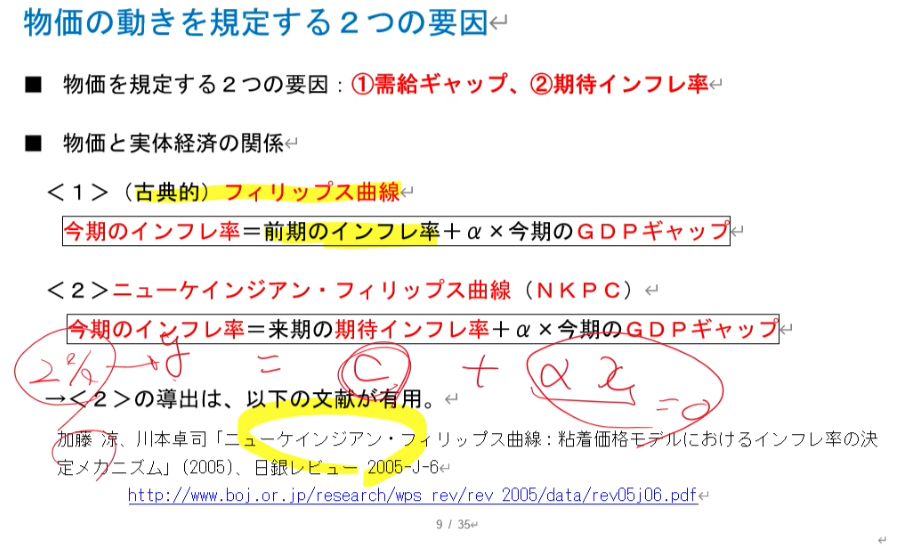 物価の動きを規定する２つの要因
■ 物価を規定する２つの要因：①需給ギャップ、②期待インフレ率
■ 物価と実体経済の関係
＜１＞（古典的）フィリップス曲線
今期のインフレ率＝前期のインフレ率＋α×今期のＧＤＰギャップ
＜２＞ニューケインジアン・フィリップス曲線（ＮＫＰＣ）
今期のインフレ率＝来期の期待インフレ率＋α×今期のＧＤＰギャップ
2% → y = C + αx = 0
→＜２＞の導出は、以下の文献が有用。
加藤 涼、川本卓司「ニューケインジアン・フィリップス曲線：粘着価格モデルにおけるインフレ率の決
定メカニズム」（2005）、日銀レビュー 2005-J-6
http://www.boj.or.jp/research/wps_rev/rev_2005/data/rev05j06.pdf
9 / 35